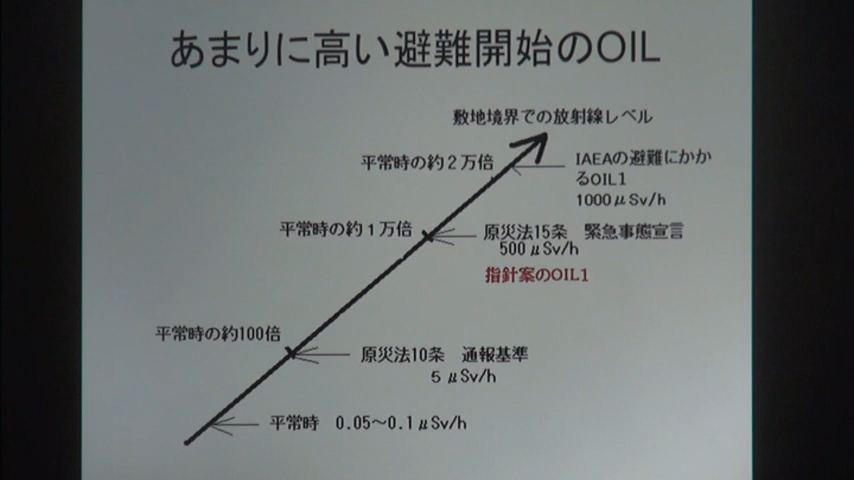 あまりに高い避難開始のOIL
敷地境界での放射線レベル
平常時の約２万倍
IAEAの避難にかか
るOIL1
1000μSv/h
平常時の約１万倍
原災法15条　緊急事態宣言
500μSv/h
指針案のOIL1
平常時の約100倍
原災法10条　通報基準
５μSv/h
平常時　0.05～0.1μSv/h